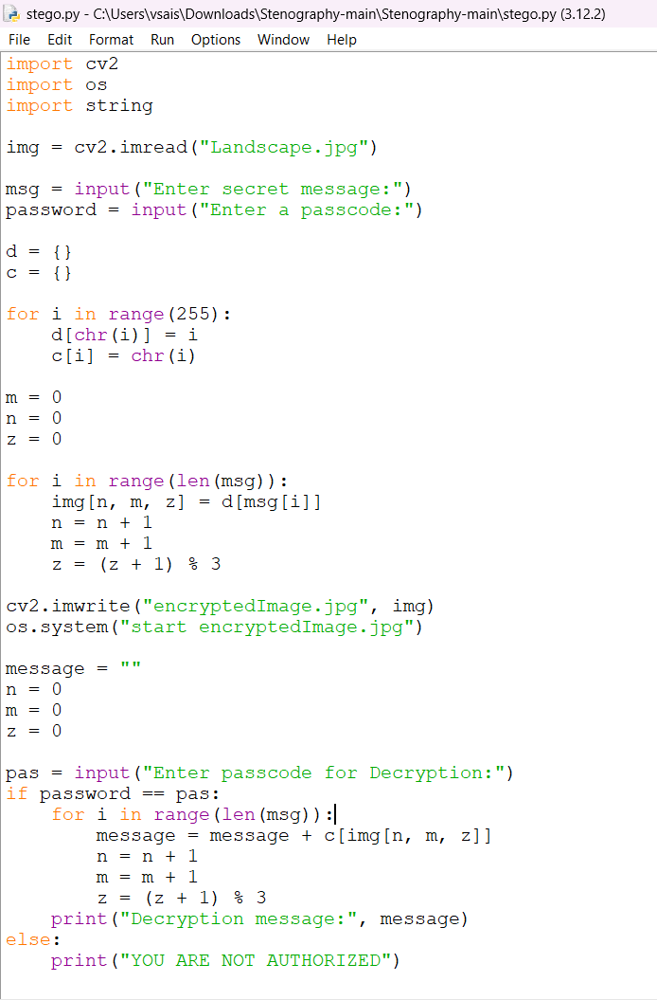 stego.py - C:\Users\vsais\Downloads\Stenography-main\Stenography-main\stego.py (3.12.2)
File Edit Format Run Options Window Help
import cv2
import os
import string

img = cv2.imread("Landscape.jpg")

msg = input("Enter secret message:")
password = input("Enter a passcode:")

d = {}
c = {}

for i in range(255):
    d[chr(i)] = i
    c[i] = chr(i)

m = 0
n = 0
z = 0

for i in range(len(msg)):
    img[n, m, z] = d[msg[i]]
    n = n + 1
    m = m + 1
    z = (z + 1) % 3

cv2.imwrite("encryptedImage.jpg", img)
os.system("start encryptedImage.jpg")

message = ""
n = 0
m = 0
z = 0

pas = input("Enter passcode for Decryption:")
if password == pas:
    for i in range(len(msg)):
        message = message + c[img[n, m, z]]
        n = n + 1
        m = m + 1
        z = (z + 1) % 3
    print("Decryption message:", message)
else:
    print("YOU ARE NOT AUTHORIZED")